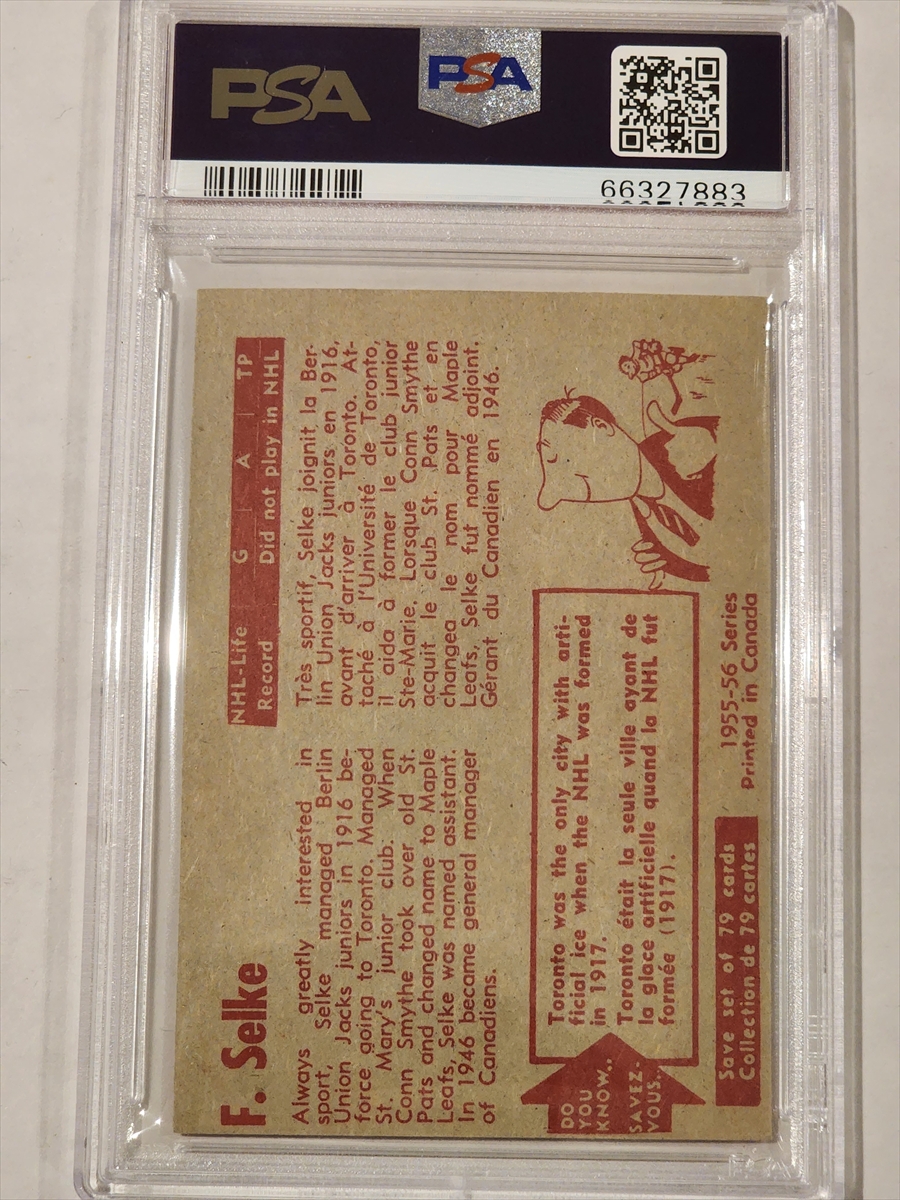 PSA
PSA
66327883
F. Selke
NHL-Life G A TP
Record Did not play in NHL
Always greatly interested in
sport, Selke managed Berlin
Union Jacks juniors in 1916 be-
force going to Toronto. Managed
St. Mary's junior club. When
Conn Smythe took over old St.
Pats and changed name to Maple
Leafs, Selke was named assistant.
In 1946 became general manager
of Canadiens.
Très sportif, Selke joignit la Ber-
lin Union Jacks juniors en 1916,
avant d'arriver à Toronto. At-
taché à l'Université de Toronto,
il aida à former le club junior
Ste-Marie. Lorsque Conn Smythe
acquit le club St. Pats et en
changea le nom pour Maple
Leafs, Selke fut nommé adjoint.
Gérant du Canadien en 1946.
DO
YOU
KNOW..
SAVEZ-
VOUS..
Toronto was the only city with arti-
ficial ice when the NHL was formed
in 1917.
Toronto était la seule ville ayant de
la glace artificielle quand la NHL fut
formée (1917).
Save set of 79 cards
Collection de 79 cartes
1955-56 Series
Printed in Canada